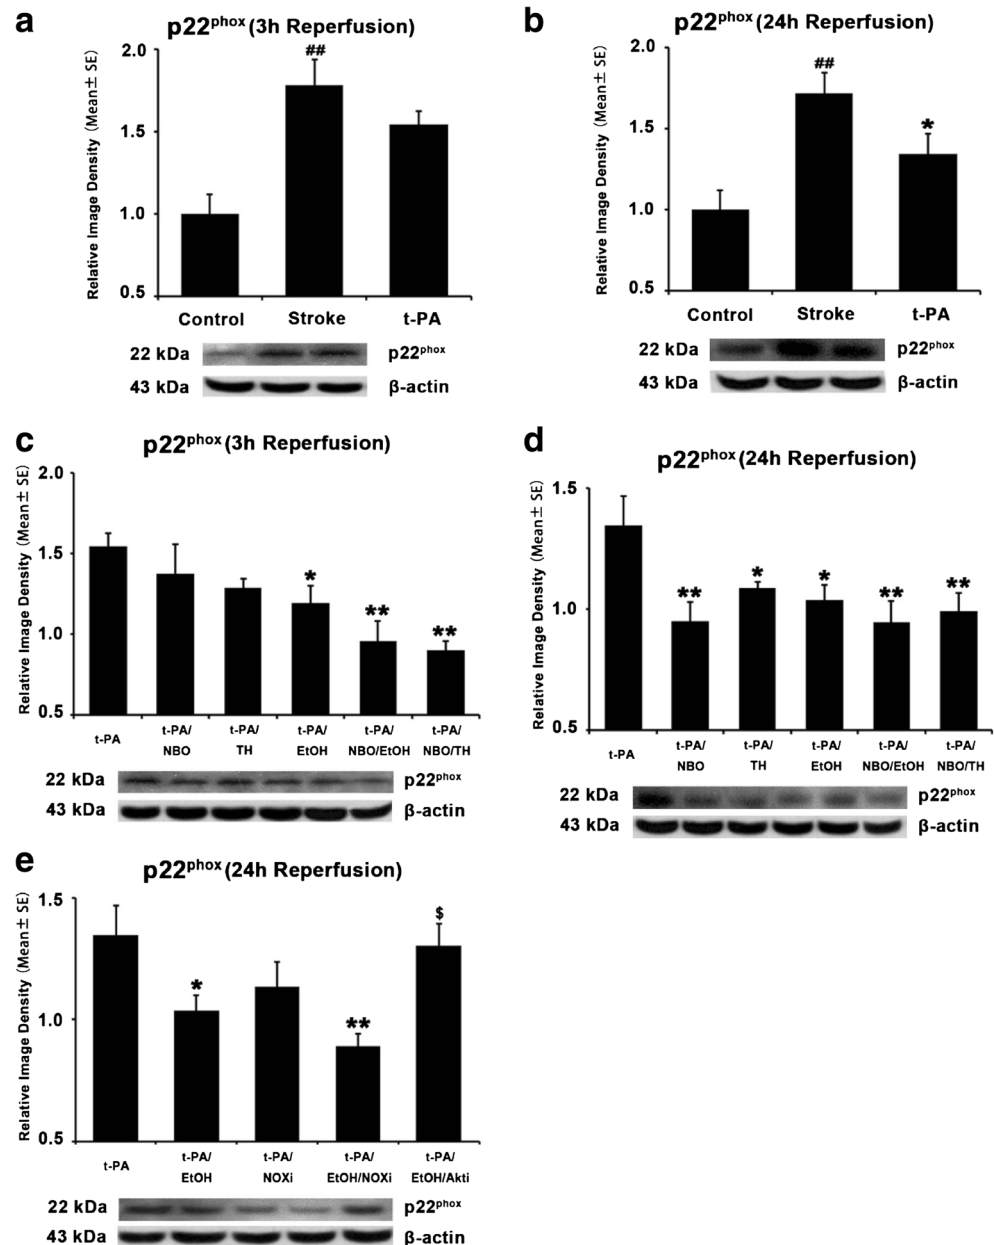 a
p22phox (3h Reperfusion)
Relative Image Density (Mean± SE)
2.0
1.5
1.0
0.5
##
Control Stroke t-PA
22 kDa p22phox
43 kDa β-actin
b
p22phox (24h Reperfusion)
Relative Image Density (Mean± SE)
2.0
1.5
1.0
0.5
##
*
Control Stroke t-PA
22 kDa p22phox
43 kDa β-actin
c
p22phox (3h Reperfusion)
Relative Image Density (Mean± SE)
2.0
1.5
1.0
0.5
*
**
**
t-PA t-PA/ t-PA/ t-PA/ t-PA/ t-PA/
NBO TH EtOH NBO/EtOH NBO/TH
22 kDa p22phox
43 kDa β-actin
d
p22phox (24h Reperfusion)
Relative Image Density (Mean± SE)
1.5
1.0
0.5
** * * ** **
t-PA t-PA/ t-PA/ t-PA/ t-PA/ t-PA/
NBO TH EtOH NBO/EtOH NBO/TH
22 kDa p22phox
43 kDa β-actin
e
p22phox (24h Reperfusion)
Relative Image Density (Mean± SE)
1.5
1.0
0.5
*
**
$
t-PA t-PA/ t-PA/ t-PA/ t-PA/
EtOH NOXi EtOH/NOXi EtOH/Akti
22 kDa p22phox
43 kDa β-actin